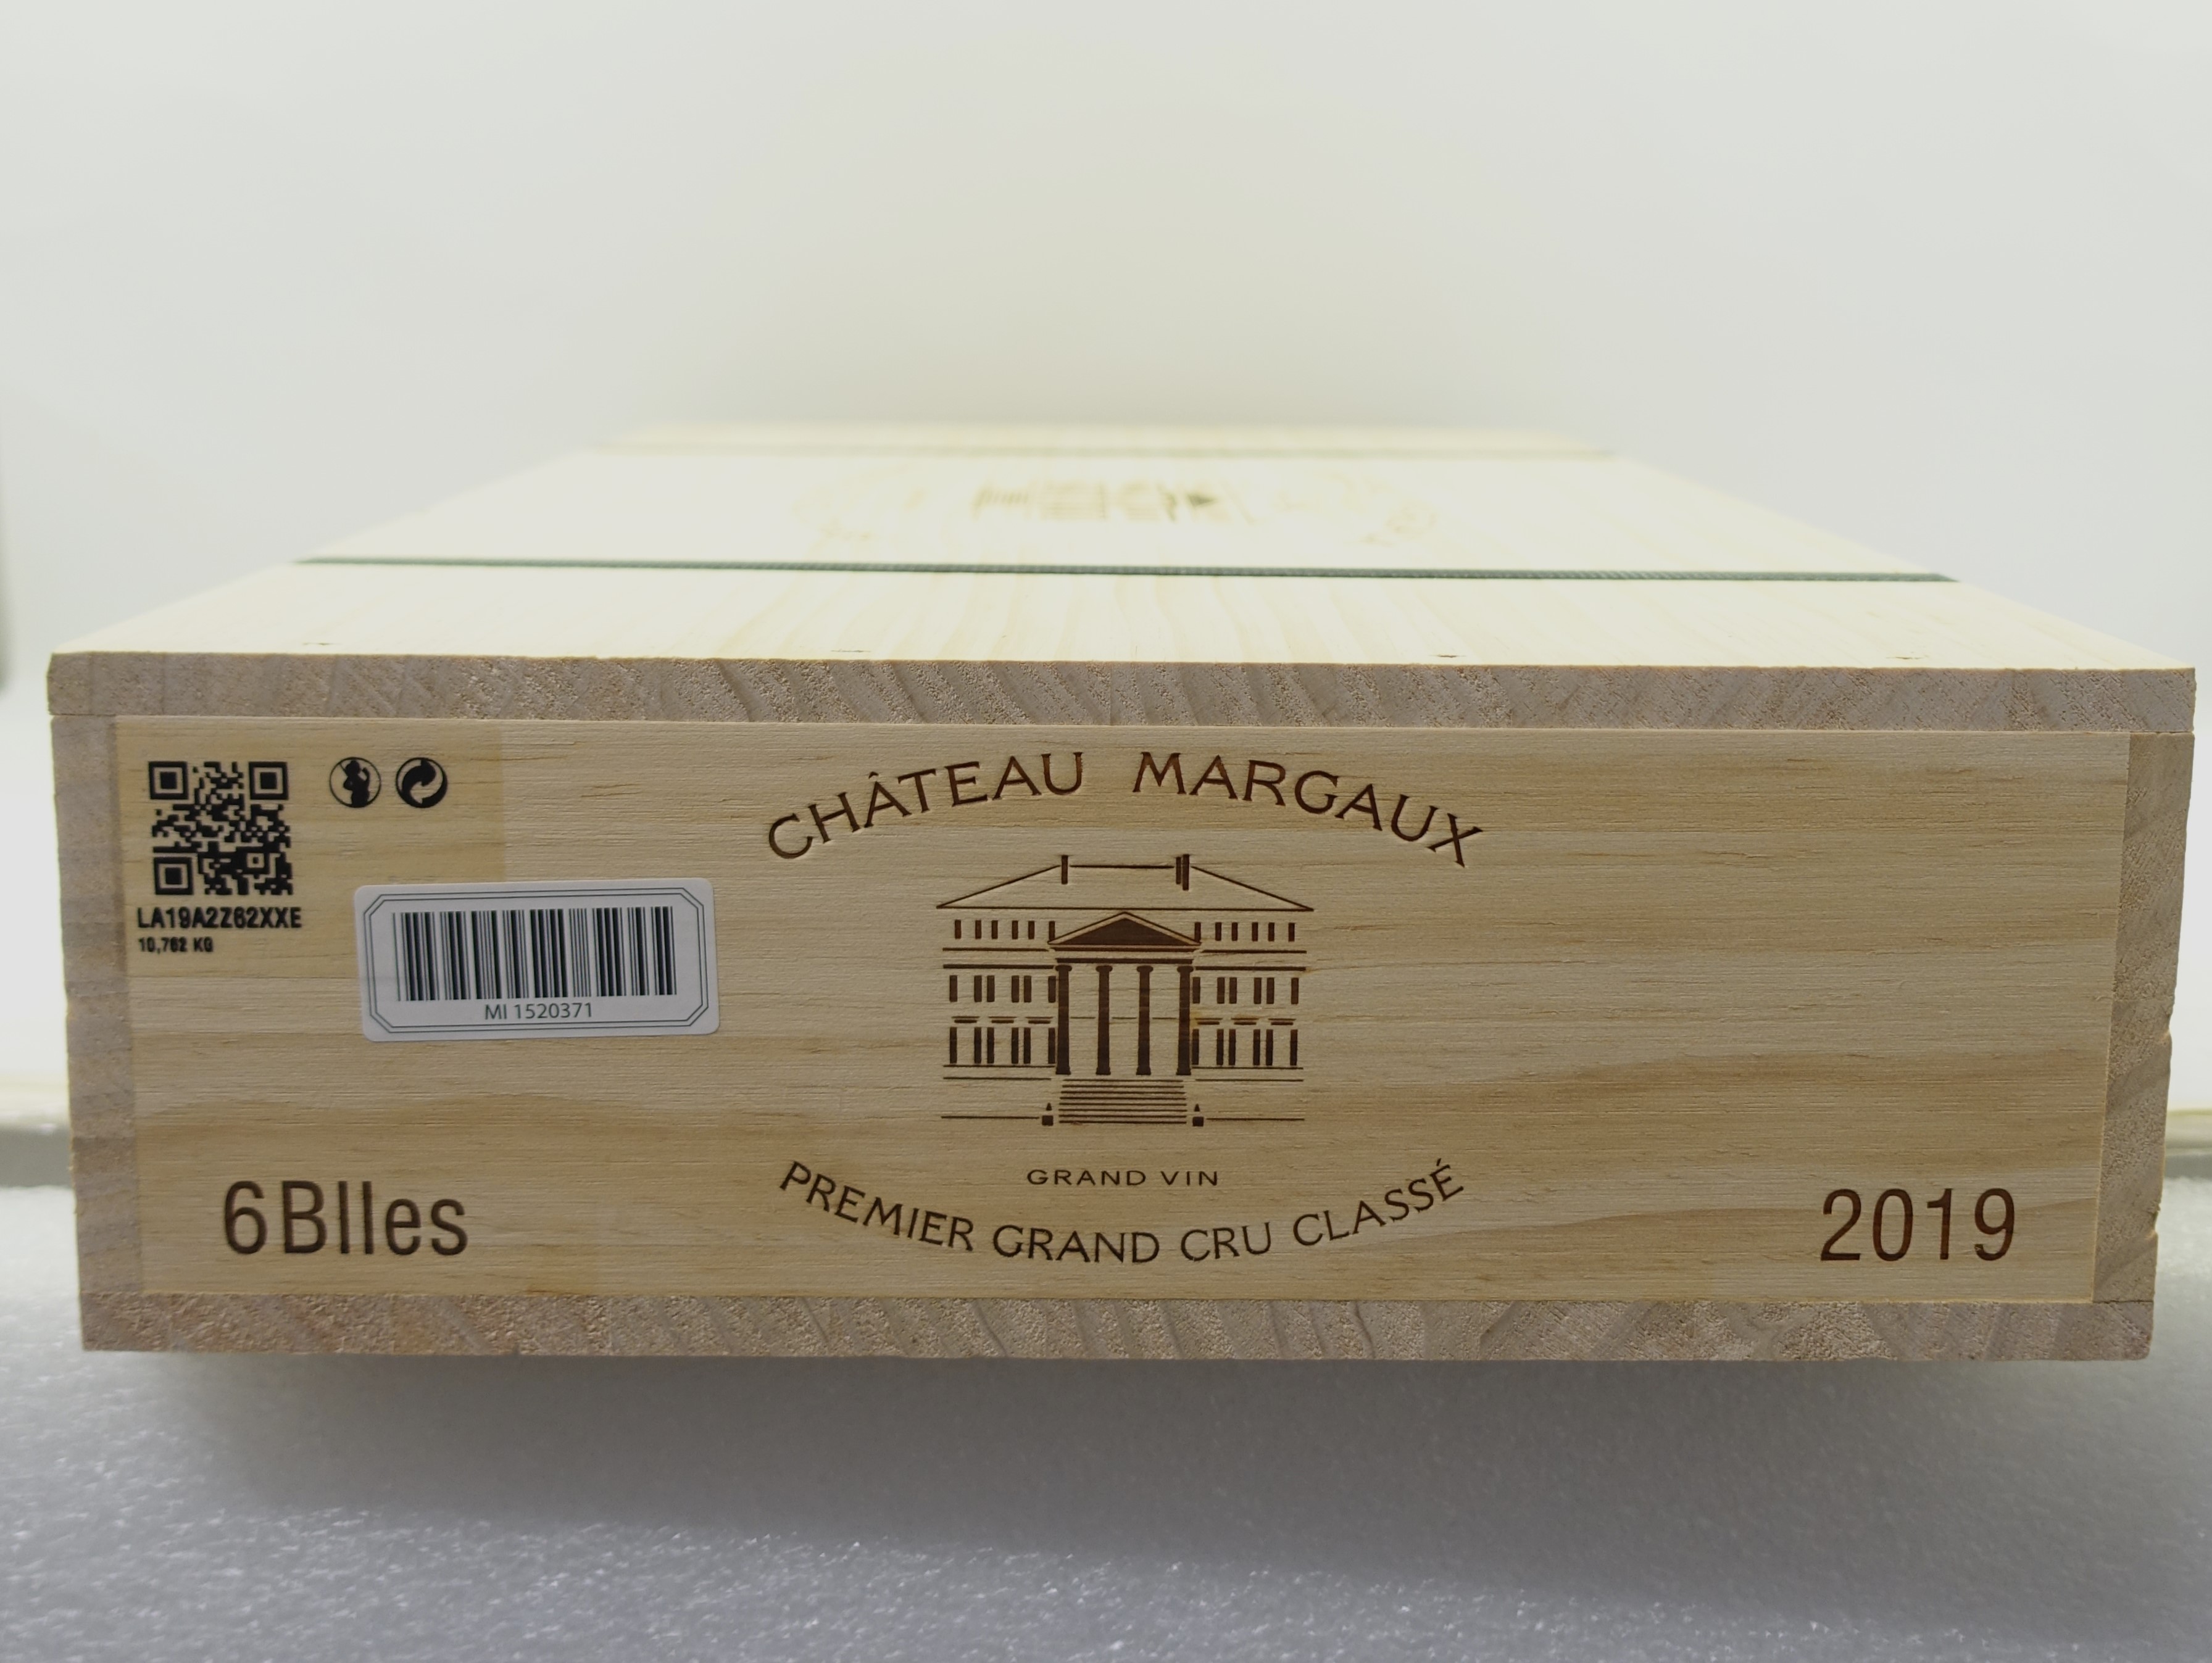 CHÂTEAU MARGAUX
LA19A2Z62XXE
10,762 KG
MI 1520371
GRAND VIN
PREMIER GRAND CRU CLASSÉ
6Blles
2019